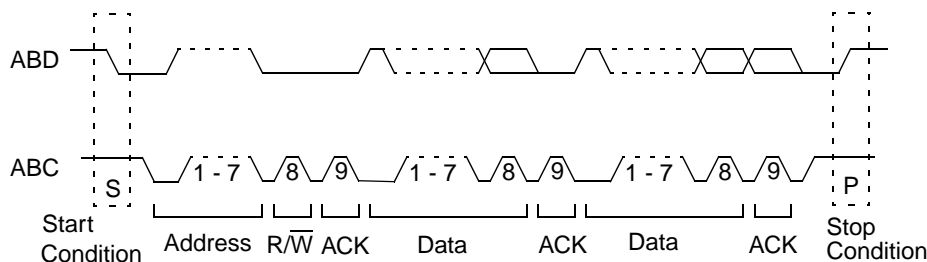 ABD
ABC
1 - 7 8 9 1 - 7 8 9 1 - 7 8 9
S P
Start Condition
Address R/W̅ ACK Data ACK Data ACK
Stop Condition